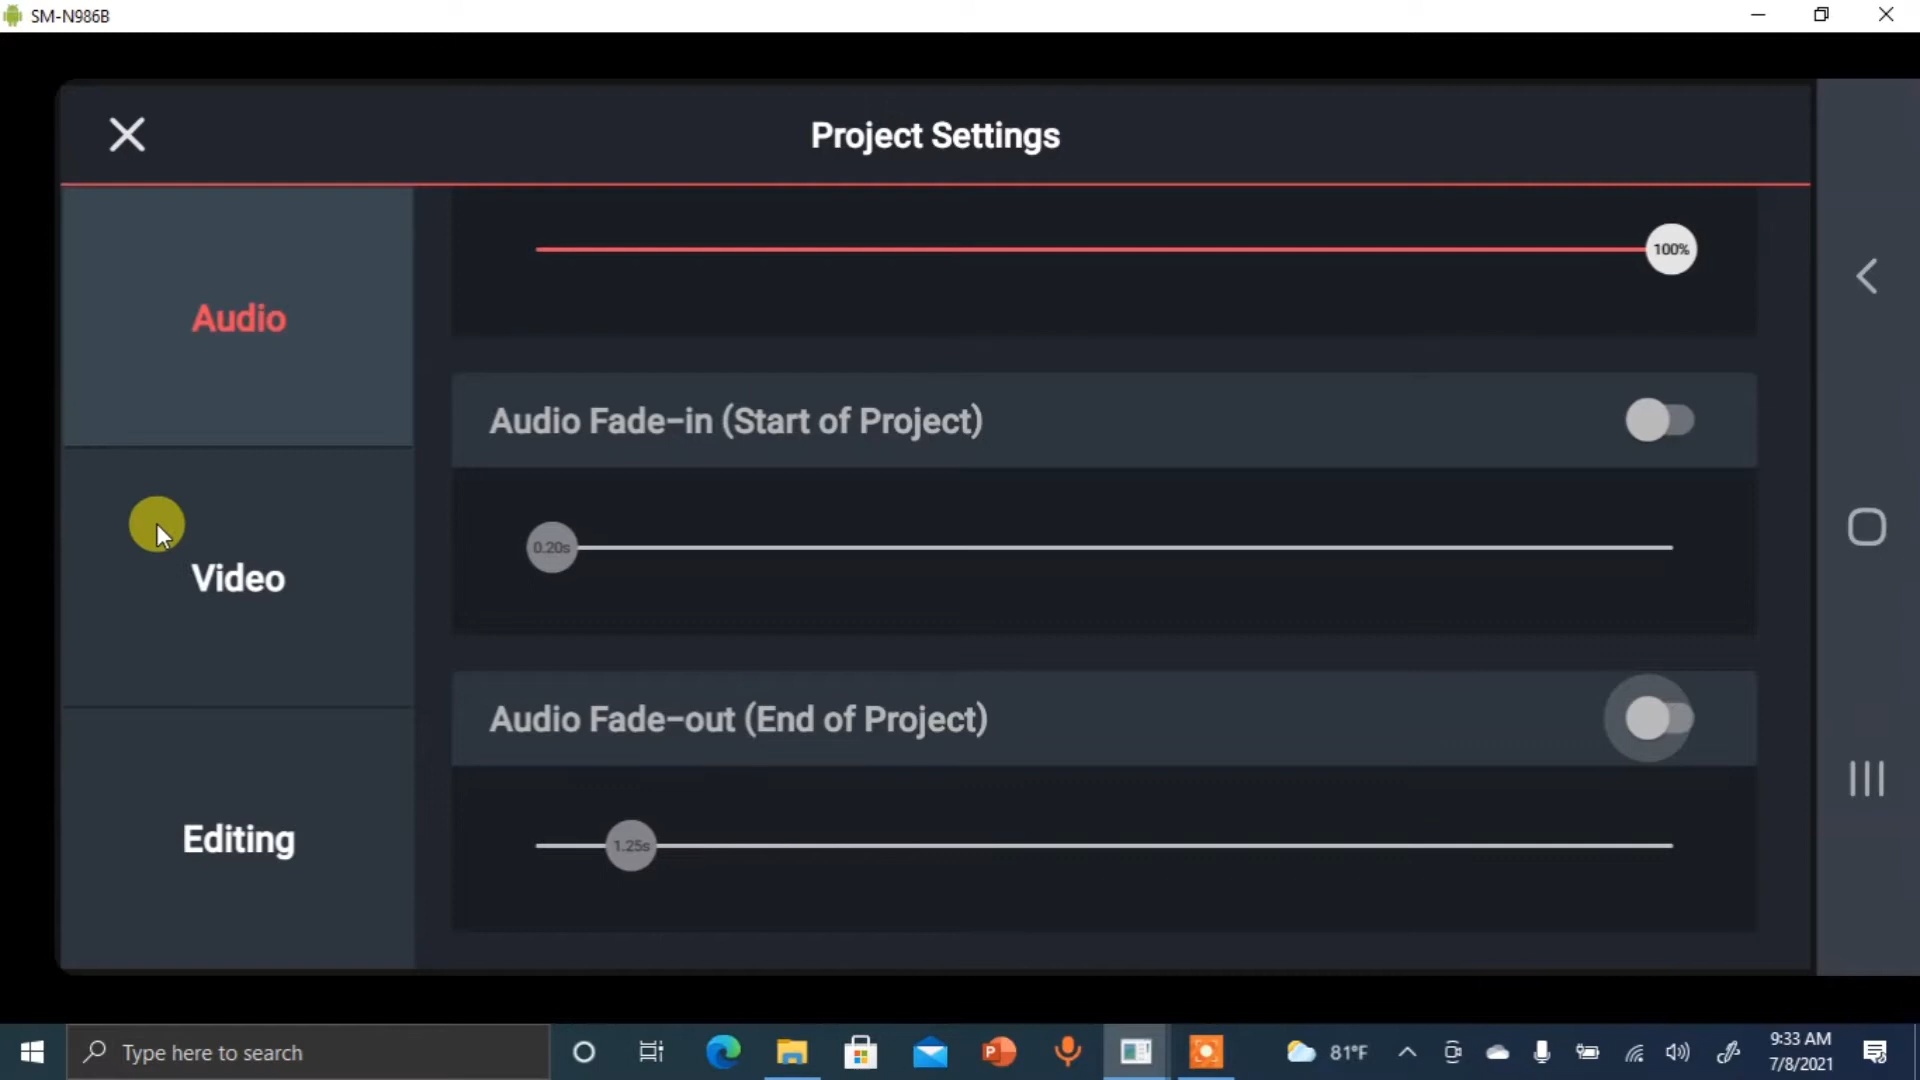 SM-N986B
Project Settings
Audio
100%
Audio Fade-in (Start of Project)
0.20s
Video
Audio Fade-out (End of Project)
1.25s
Editing
Type here to search
81°F
9:33 AM
7/8/2021